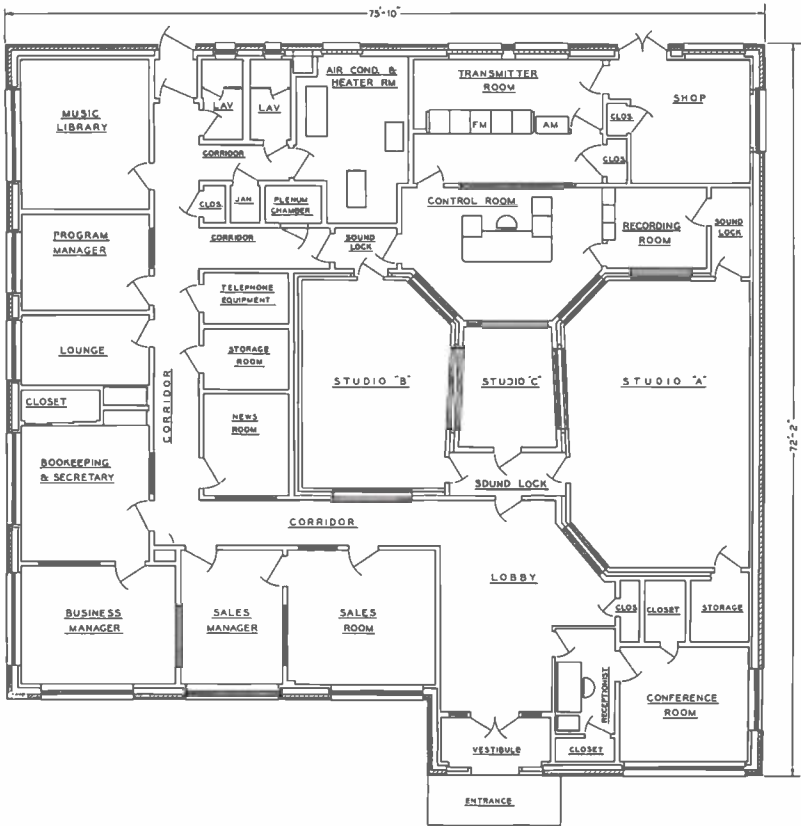 75'-10"
AIR COND. &
HEATER RM
TRANSMITTER
ROOM
SHOP
MUSIC
LIBRARY
LAV
LAV
FM
AM
CLOS.
CORRIDOR
CLOS.
CLOS.
JAN
PLENUM
CHAMBER
CONTROL ROOM
RECORDING
ROOM
SOUND
LOCK
PROGRAM
MANAGER
CORRIDOR
SOUND
LOCK
TELEPHONE
EQUIPMENT
LOUNGE
STORAGE
ROOM
STUDIO "B"
STUDIO "C"
STUDIO "A"
CLOSET
CORRIDOR
NEWS
ROOM
72'-2"
BOOKEEPING
& SECRETARY
SOUND LOCK
CORRIDOR
LOBBY
BUSINESS
MANAGER
SALES
MANAGER
SALES
ROOM
CLOS
CLOSET
STORAGE
RECEPTIONIST
CONFERENCE
ROOM
VESTIBULE
CLOSET
ENTRANCE